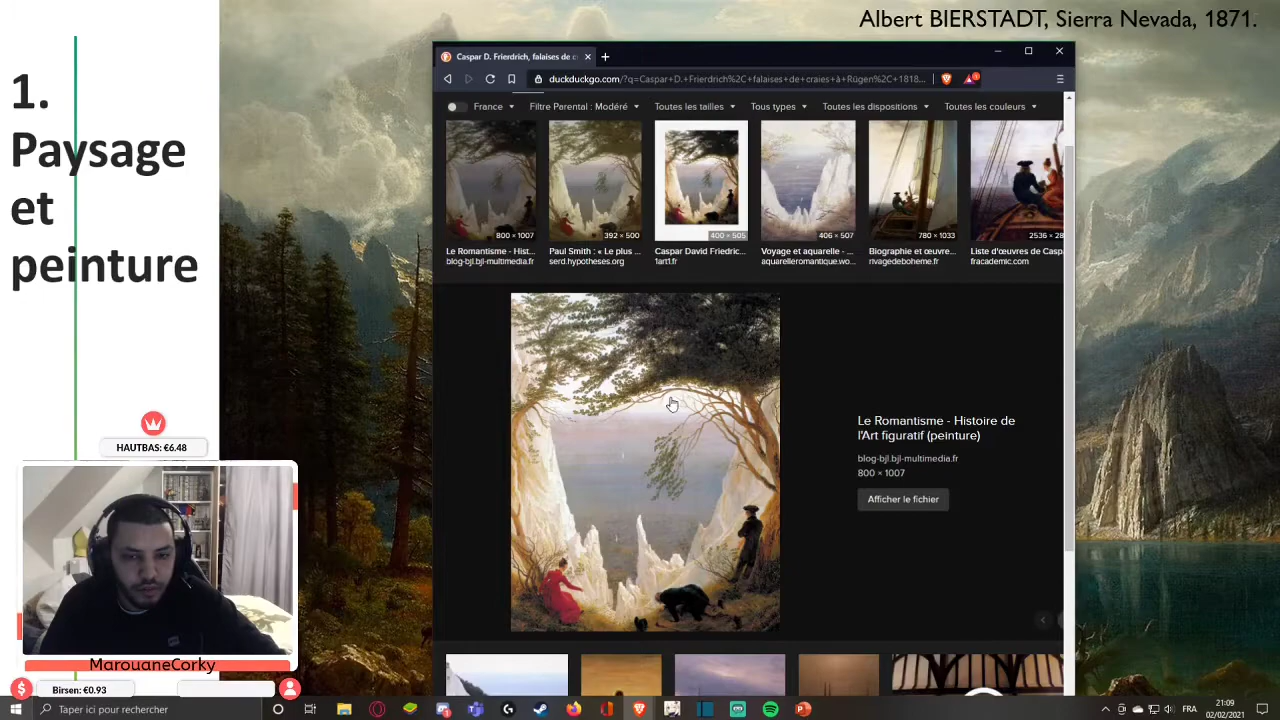 Albert BIERSTADT, Sierra Nevada, 1871.
1.
Paysage
et
peinture
Caspar D. Frierdrich, falaises de c
duckduckgo.com/?q=Caspar+D.+Frierdrich%2C+falaises+de+craies+à+Rügen%2C+1818...
1
France
Filtre Parental : Modéré
Toutes les tailles
Tous types
Toutes les dispositions
Toutes les couleurs
800 × 1007
392 × 500
400 × 505
406 × 507
780 × 1033
2536 × 28
Le Romantisme - Hist...
Paul Smith : « Le plus ...
Caspar David Friedric...
Voyage et aquarelle - ...
Biographie et œuvre...
Liste d'œuvres de Casp
blog-bjl.bjl-multimedia.fr
serd.hypotheses.org
1art1.fr
aquarelleromantique.wo...
rivagedeboheme.fr
fracademic.com
Le Romantisme - Histoire de
l'Art figuratif (peinture)
blog-bjl.bjl-multimedia.fr
800 × 1007
Afficher le fichier
HAUTBAS: €6.48
MarouaneCorky
Birsen: €0.93
Taper ici pour rechercher
21:09
02/02/2021